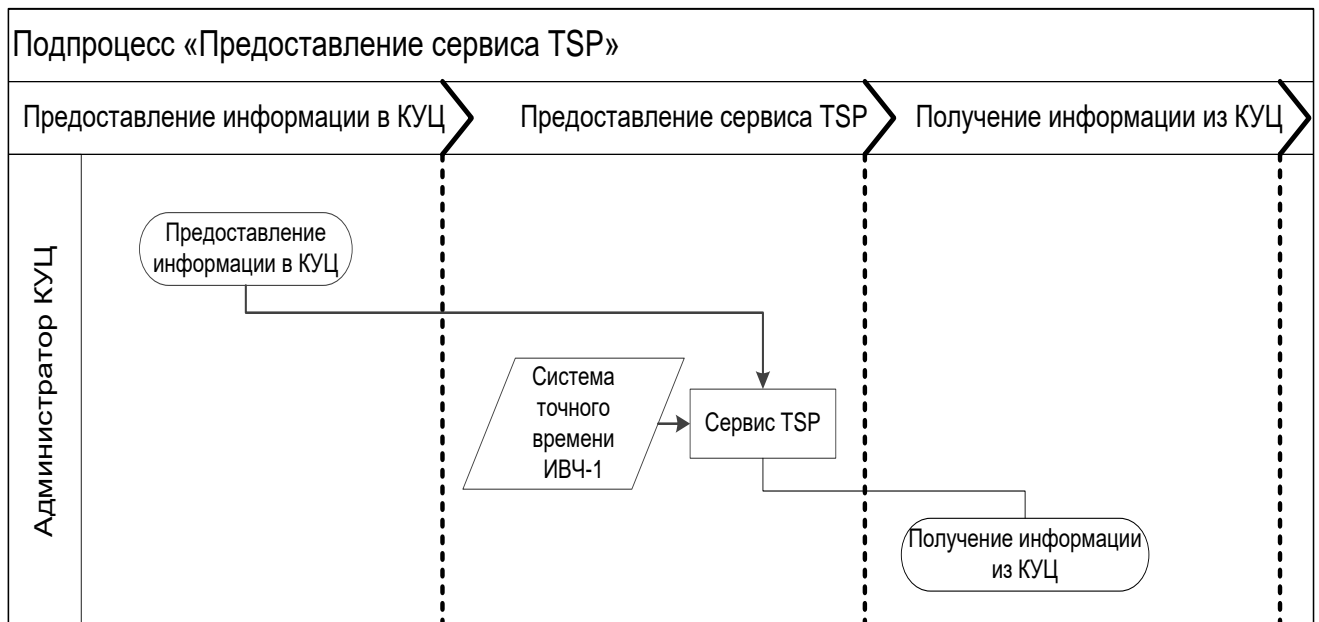 Подпроцесс «Предоставление сервиса TSP»
Предоставление информации в КУЦ
Предоставление сервиса TSP
Получение информации из КУЦ
Администратор КУЦ
Предоставление
информации в КУЦ
Система
точного
времени
ИВЧ-1
Сервис TSP
Получение информации
из КУЦ